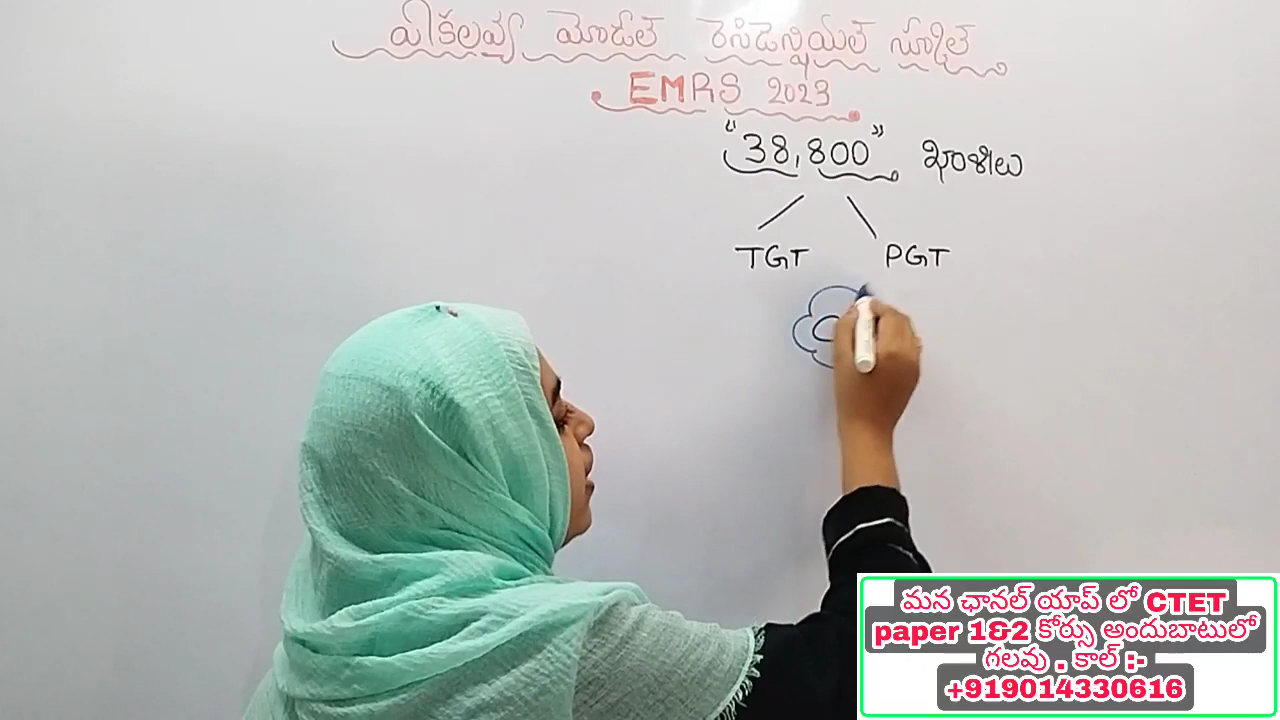 ఏకలవ్య మోడల్ రెసిడెన్షియల్ స్కూల్
EMRS 2023
"38,800" ఖాళీలు
TGT PGT
మన ఛానల్ యాప్ లో CTET
paper 1&2 కోర్సు అందుబాటులో
గలవు . కాల్ :-
+919014330616